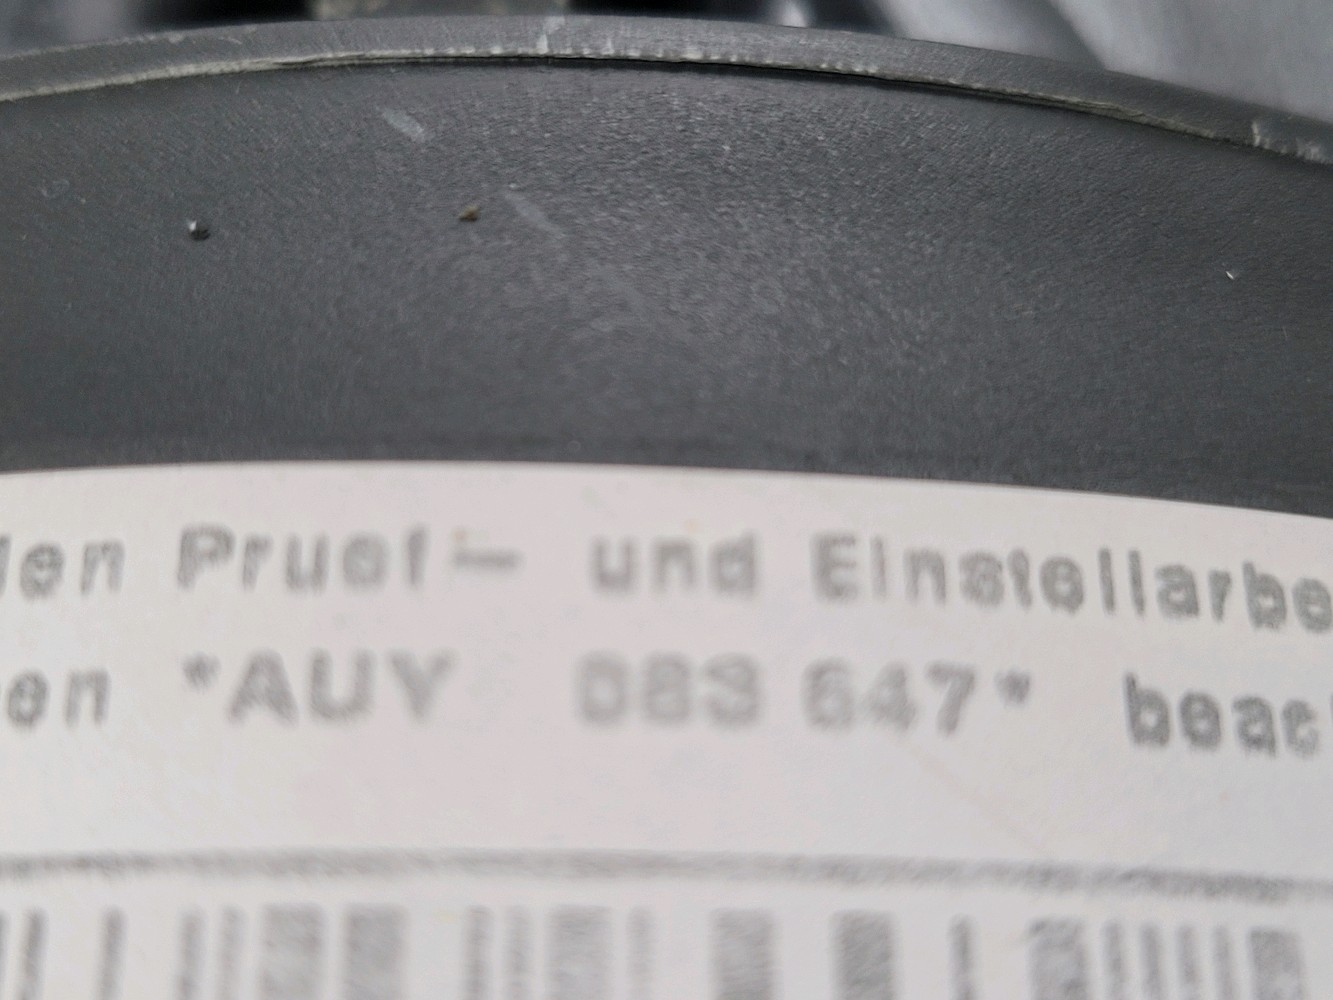 den Pruef- und Einstellarbe
en "AUY 083 647" beac